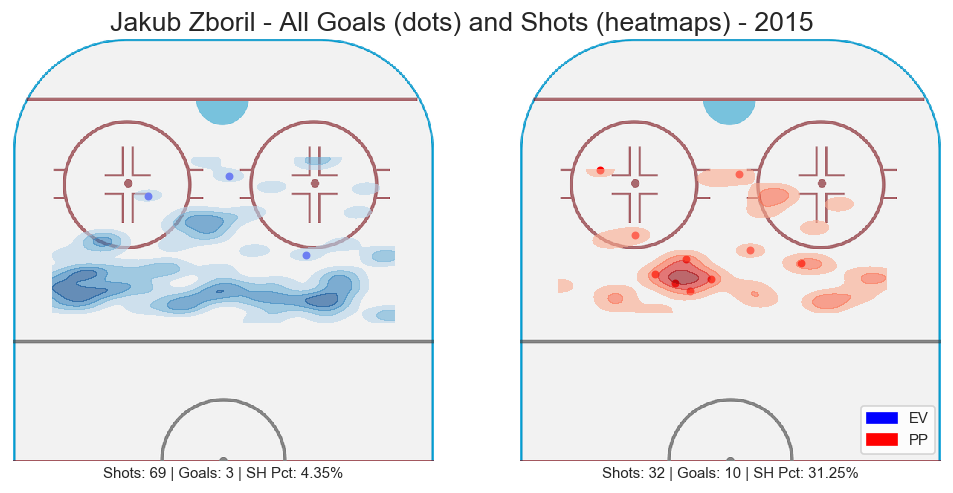 Jakub Zboril - All Goals (dots) and Shots (heatmaps) - 2015
EV
PP
Shots: 69 | Goals: 3 | SH Pct: 4.35%
Shots: 32 | Goals: 10 | SH Pct: 31.25%